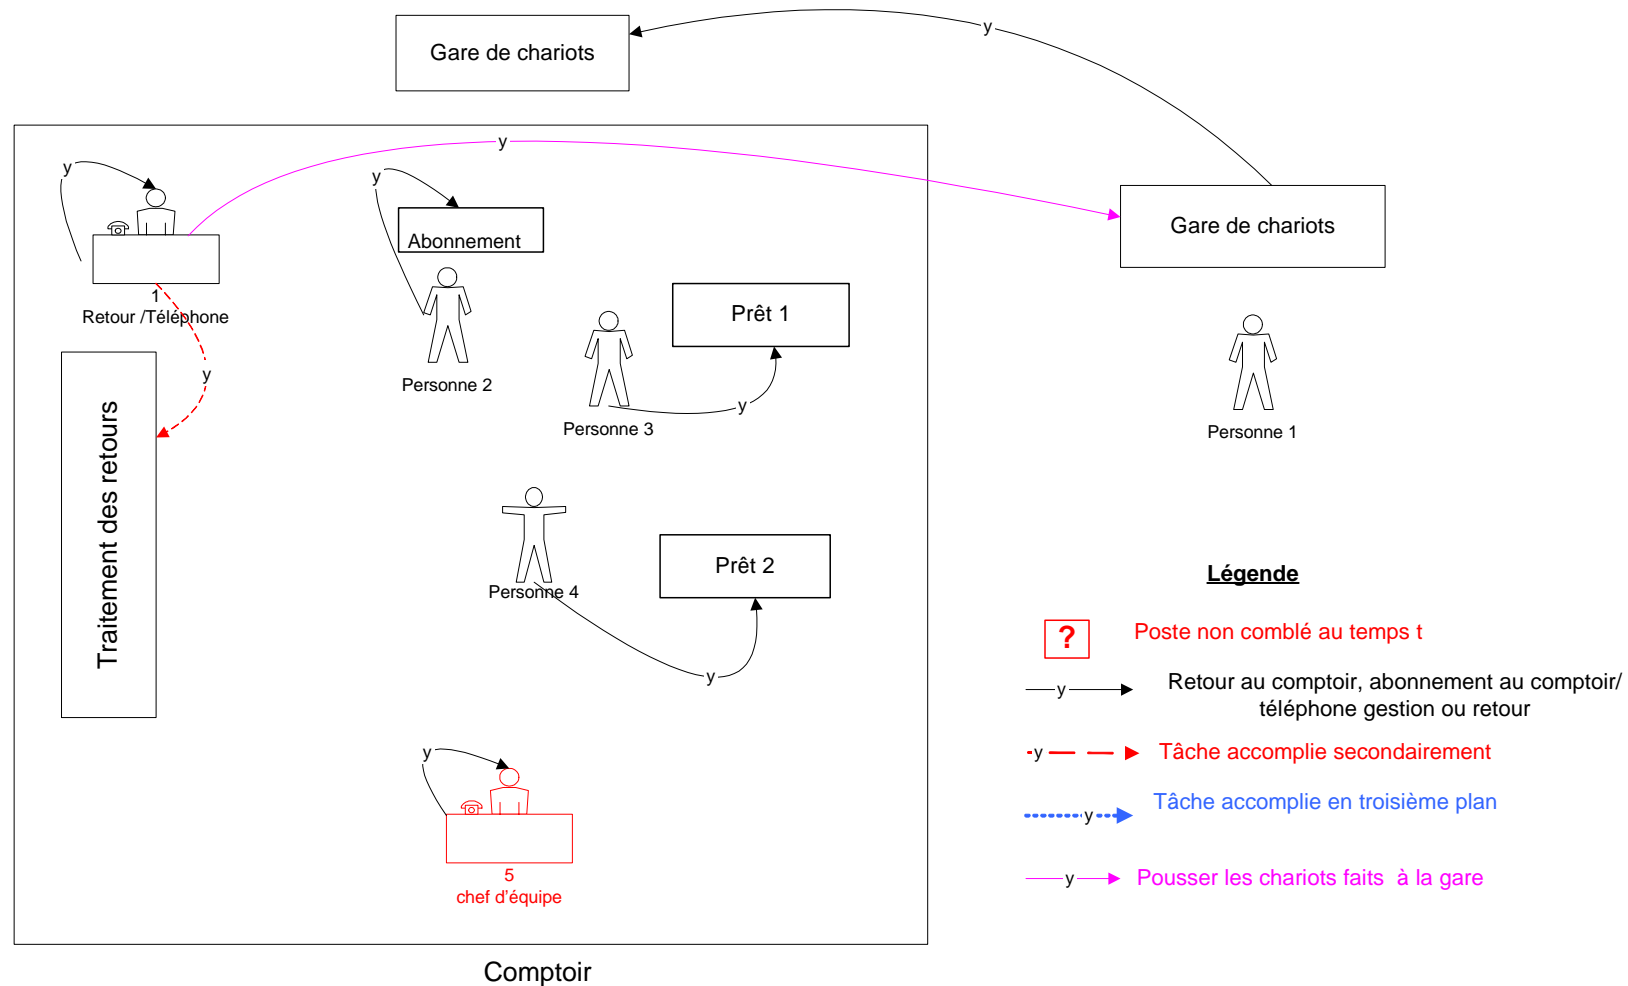 Gare de chariots
y
y
Gare de chariots
y
y
Abonnement
1
Retour /Téléphone
Prêt 1
y
Personne 2
y
Personne 3
Personne 1
Traitement des retours
Prêt 2
Personne 4
y
Légende
? Poste non comblé au temps t
y Retour au comptoir, abonnement au comptoir/
téléphone gestion ou retour
y Tâche accomplie secondairement
y Tâche accomplie en troisième plan
y Pousser les chariots faits à la gare
y
5
chef d'équipe
Comptoir